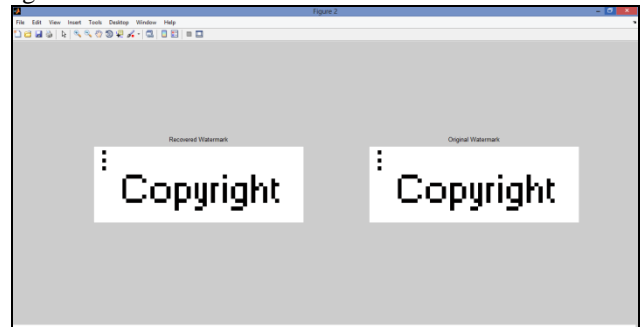 Figure 2
File Edit View Insert Tools Desktop Window Help
Recovered Watermark
Original Watermark
Copyright
Copyright